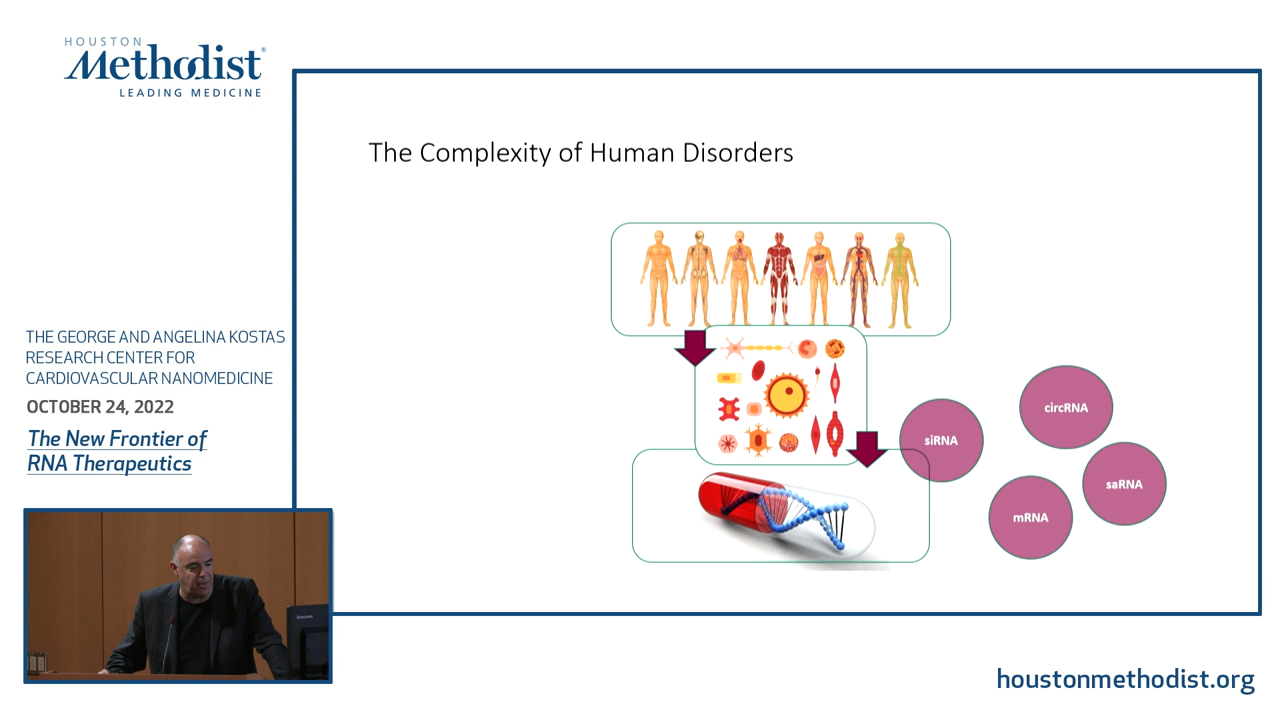 HOUSTON
Methodist®
LEADING MEDICINE
The Complexity of Human Disorders
THE GEORGE AND ANGELINA KOSTAS
RESEARCH CENTER FOR
CARDIOVASCULAR NANOMEDICINE
OCTOBER 24, 2022
The New Frontier of
RNA Therapeutics
circRNA
siRNA
saRNA
mRNA
houstonmethodist.org